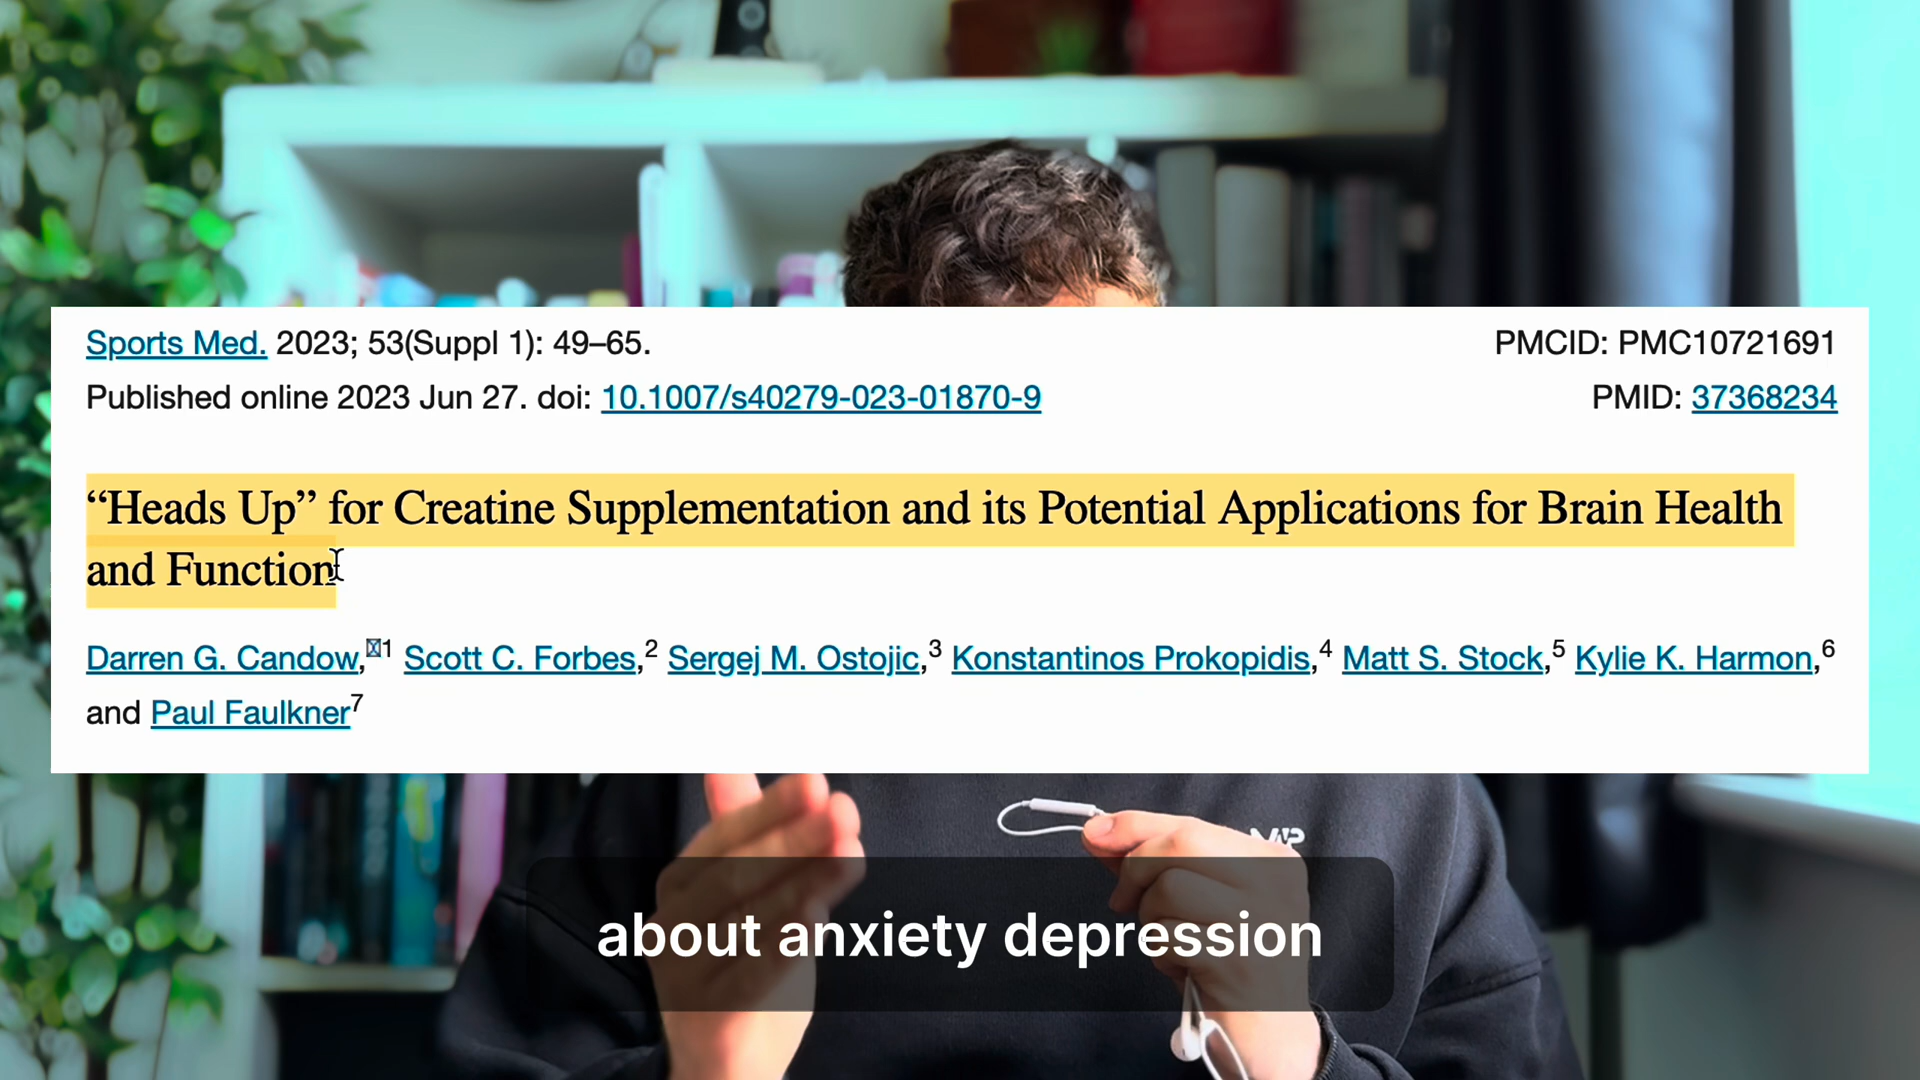 Sports Med. 2023; 53(Suppl 1): 49–65.
PMCID: PMC10721691
Published online 2023 Jun 27. doi: 10.1007/s40279-023-01870-9
PMID: 37368234
“Heads Up” for Creatine Supplementation and its Potential Applications for Brain Health
and Function
Darren G. Candow,1 Scott C. Forbes,2 Sergej M. Ostojic,3 Konstantinos Prokopidis,4 Matt S. Stock,5 Kylie K. Harmon,6
and Paul Faulkner7
about anxiety depression